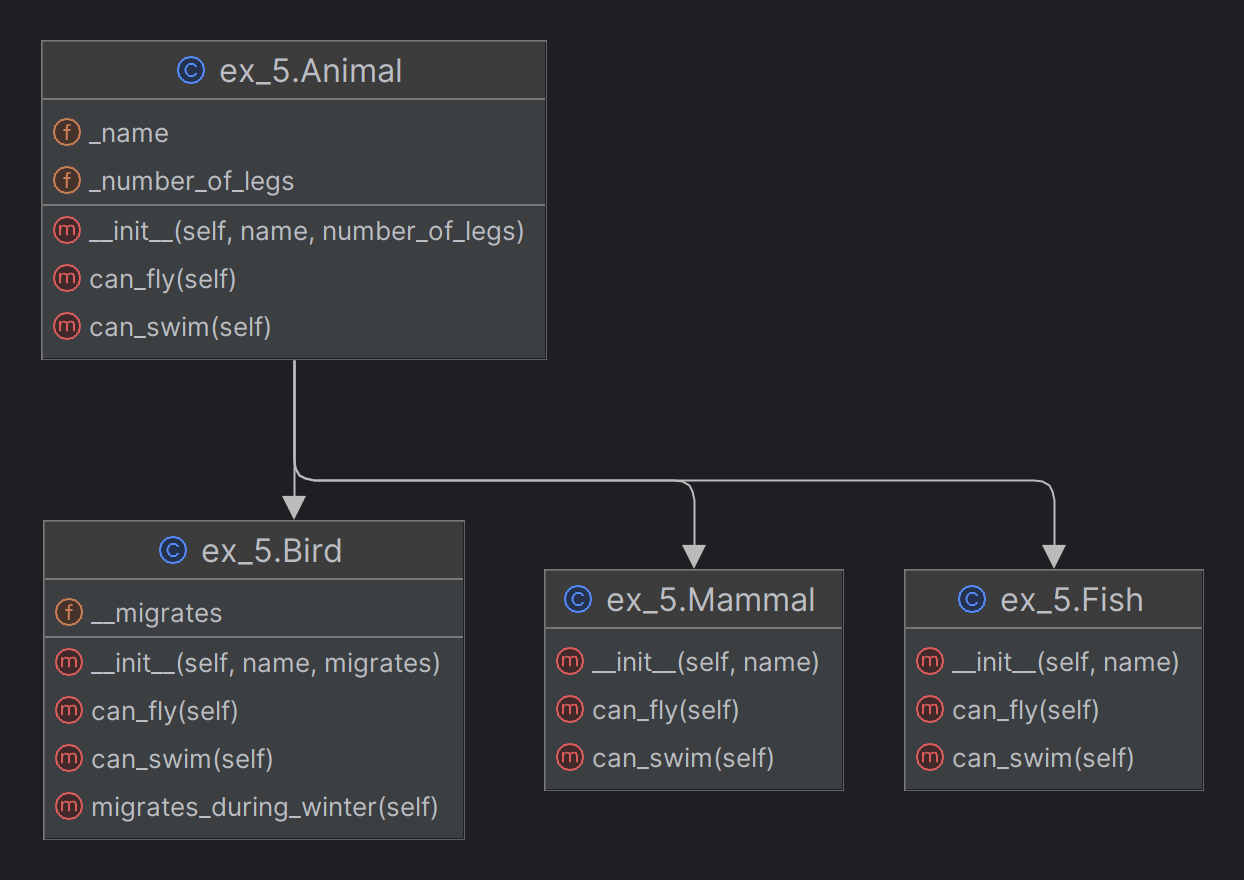 © ex_5.Animal
f _name
f _number_of_legs
m __init__(self, name, number_of_legs)
m can_fly(self)
m can_swim(self)
© ex_5.Bird
f __migrates
m __init__(self, name, migrates)
m can_fly(self)
m can_swim(self)
m migrates_during_winter(self)
© ex_5.Mammal
m __init__(self, name)
m can_fly(self)
m can_swim(self)
© ex_5.Fish
m __init__(self, name)
m can_fly(self)
m can_swim(self)